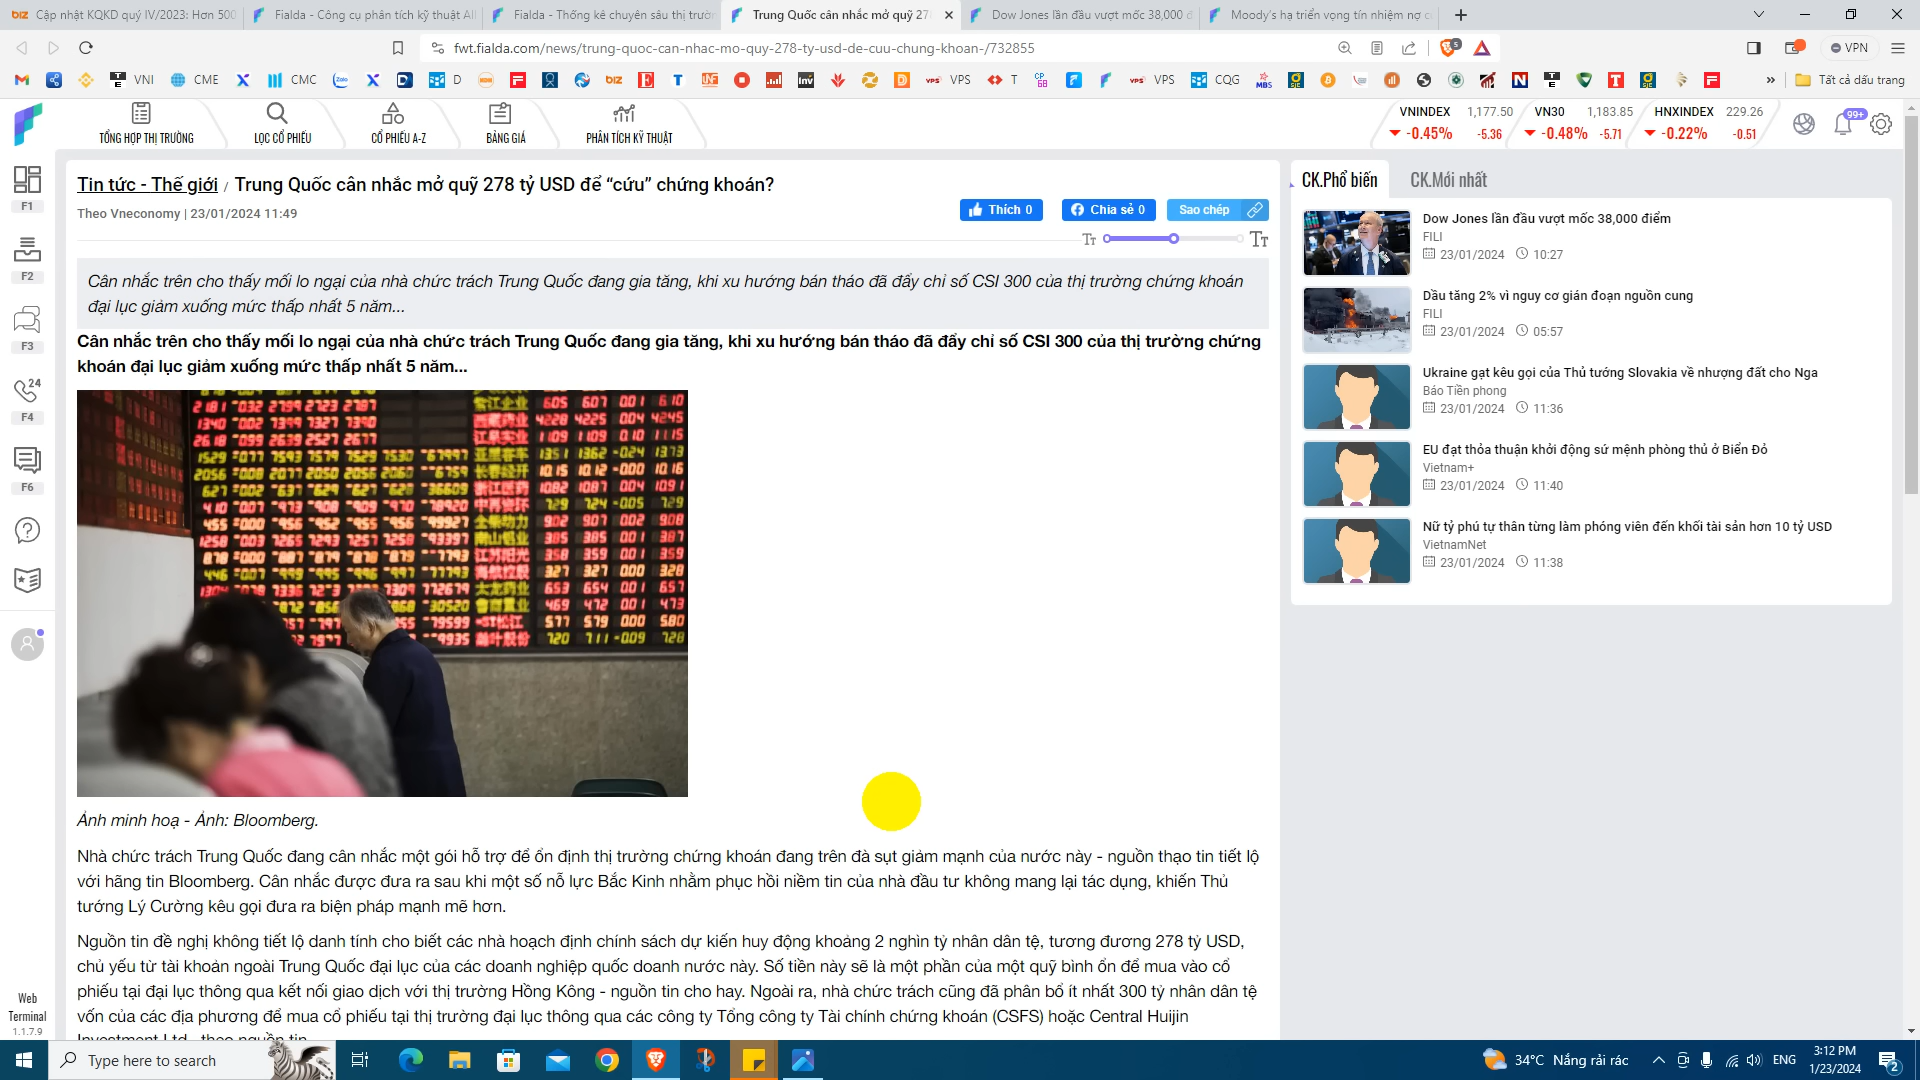 Cập nhật KQKD quý IV/2023: Hơn 500
Fialda - Công cụ phân tích kỹ thuật All
Fialda - Thống kê chuyên sâu thị trườn
Trung Quốc cân nhắc mở quỹ 27
Dow Jones lần đầu vượt mốc 38,000 đ
Moody's hạ triển vọng tín nhiệm nợ c
fwt.fialda.com/news/trung-quoc-can-nhac-mo-quy-278-ty-usd-de-cuu-chung-khoan-/732855
VPN
VNI
CME
CMC
D
VPS
T
VPS
CQG
Tất cả dấu trang
TỔNG HỢP THỊ TRƯỜNG
LỌC CỔ PHIẾU
CỔ PHIẾU A-Z
BẢNG GIÁ
PHÂN TÍCH KỸ THUẬT
VNINDEX 1,177.50
-0.45% -5.36
VN30 1,183.85
-0.48% -5.71
HNXINDEX 229.26
-0.22% -0.51
99+
F1
F2
F3
24
F4
F6
Web
Terminal
1.1.7.9
Tin tức - Thế giới / Trung Quốc cân nhắc mở quỹ 278 tỷ USD để “cứu” chứng khoán?
Theo Vneconomy | 23/01/2024 11:49
Thích 0
Chia sẻ 0
Sao chép
Cân nhắc trên cho thấy mối lo ngại của nhà chức trách Trung Quốc đang gia tăng, khi xu hướng bán tháo đã đẩy chỉ số CSI 300 của thị trường chứng khoán
đại lục giảm xuống mức thấp nhất 5 năm...
Cân nhắc trên cho thấy mối lo ngại của nhà chức trách Trung Quốc đang gia tăng, khi xu hướng bán tháo đã đẩy chỉ số CSI 300 của thị trường chứng
khoán đại lục giảm xuống mức thấp nhất 5 năm...
Ảnh minh hoạ - Ảnh: Bloomberg.
Nhà chức trách Trung Quốc đang cân nhắc một gói hỗ trợ để ổn định thị trường chứng khoán đang trên đà sụt giảm mạnh của nước này - nguồn thạo tin tiết lộ
với hãng tin Bloomberg. Cân nhắc được đưa ra sau khi một số nỗ lực Bắc Kinh nhằm phục hồi niềm tin của nhà đầu tư không mang lại tác dụng, khiến Thủ
tướng Lý Cường kêu gọi đưa ra biện pháp mạnh mẽ hơn.
Nguồn tin đề nghị không tiết lộ danh tính cho biết các nhà hoạch định chính sách dự kiến huy động khoảng 2 nghìn tỷ nhân dân tệ, tương đương 278 tỷ USD,
chủ yếu từ tài khoản ngoài Trung Quốc đại lục của các doanh nghiệp quốc doanh nước này. Số tiền này sẽ là một phần của một quỹ bình ổn để mua vào cổ
phiếu tại đại lục thông qua kết nối giao dịch với thị trường Hồng Kông - nguồn tin cho hay. Ngoài ra, nhà chức trách cũng đã phân bổ ít nhất 300 tỷ nhân dân tệ
vốn của các địa phương để mua cổ phiếu tại thị trường đại lục thông qua các công ty Tổng công ty Tài chính chứng khoán (CSFS) hoặc Central Huijin
Investment Ltd - theo nguồn tin
CK.Phổ biến
CK.Mới nhất
Dow Jones lần đầu vượt mốc 38,000 điểm
FILI
23/01/2024 10:27
Dầu tăng 2% vì nguy cơ gián đoạn nguồn cung
FILI
23/01/2024 05:57
Ukraine gạt kêu gọi của Thủ tướng Slovakia về nhượng đất cho Nga
Báo Tiền phong
23/01/2024 11:36
EU đạt thỏa thuận khởi động sứ mệnh phòng thủ ở Biển Đỏ
Vietnam+
23/01/2024 11:40
Nữ tỷ phú tự thân từng làm phóng viên đến khối tài sản hơn 10 tỷ USD
VietnamNet
23/01/2024 11:38
Type here to search
34°C Nắng rải rác
ENG
3:12 PM
1/23/2024
2